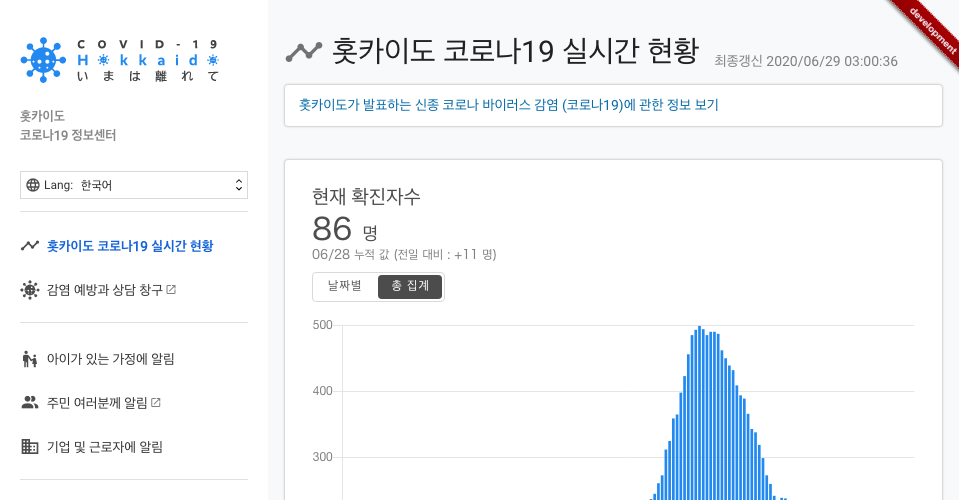 COVID-19
Hokkaido
いまは離れて
홋카이도
코로나19 정보센터
Lang: 한국어
홋카이도 코로나19 실시간 현황
감염 예방과 상담 창구
아이가 있는 가정에 알림
주민 여러분께 알림
기업 및 근로자에 알림
development
홋카이도 코로나19 실시간 현황
최종갱신 2020/06/29 03:00:36
홋카이도가 발표하는 신종 코로나 바이러스 감염 (코로나19)에 관한 정보 보기
현재 확진자수
86 명
06/28 누적 값 (전일 대비 : +11 명)
날짜별 총 집계
500
400
300